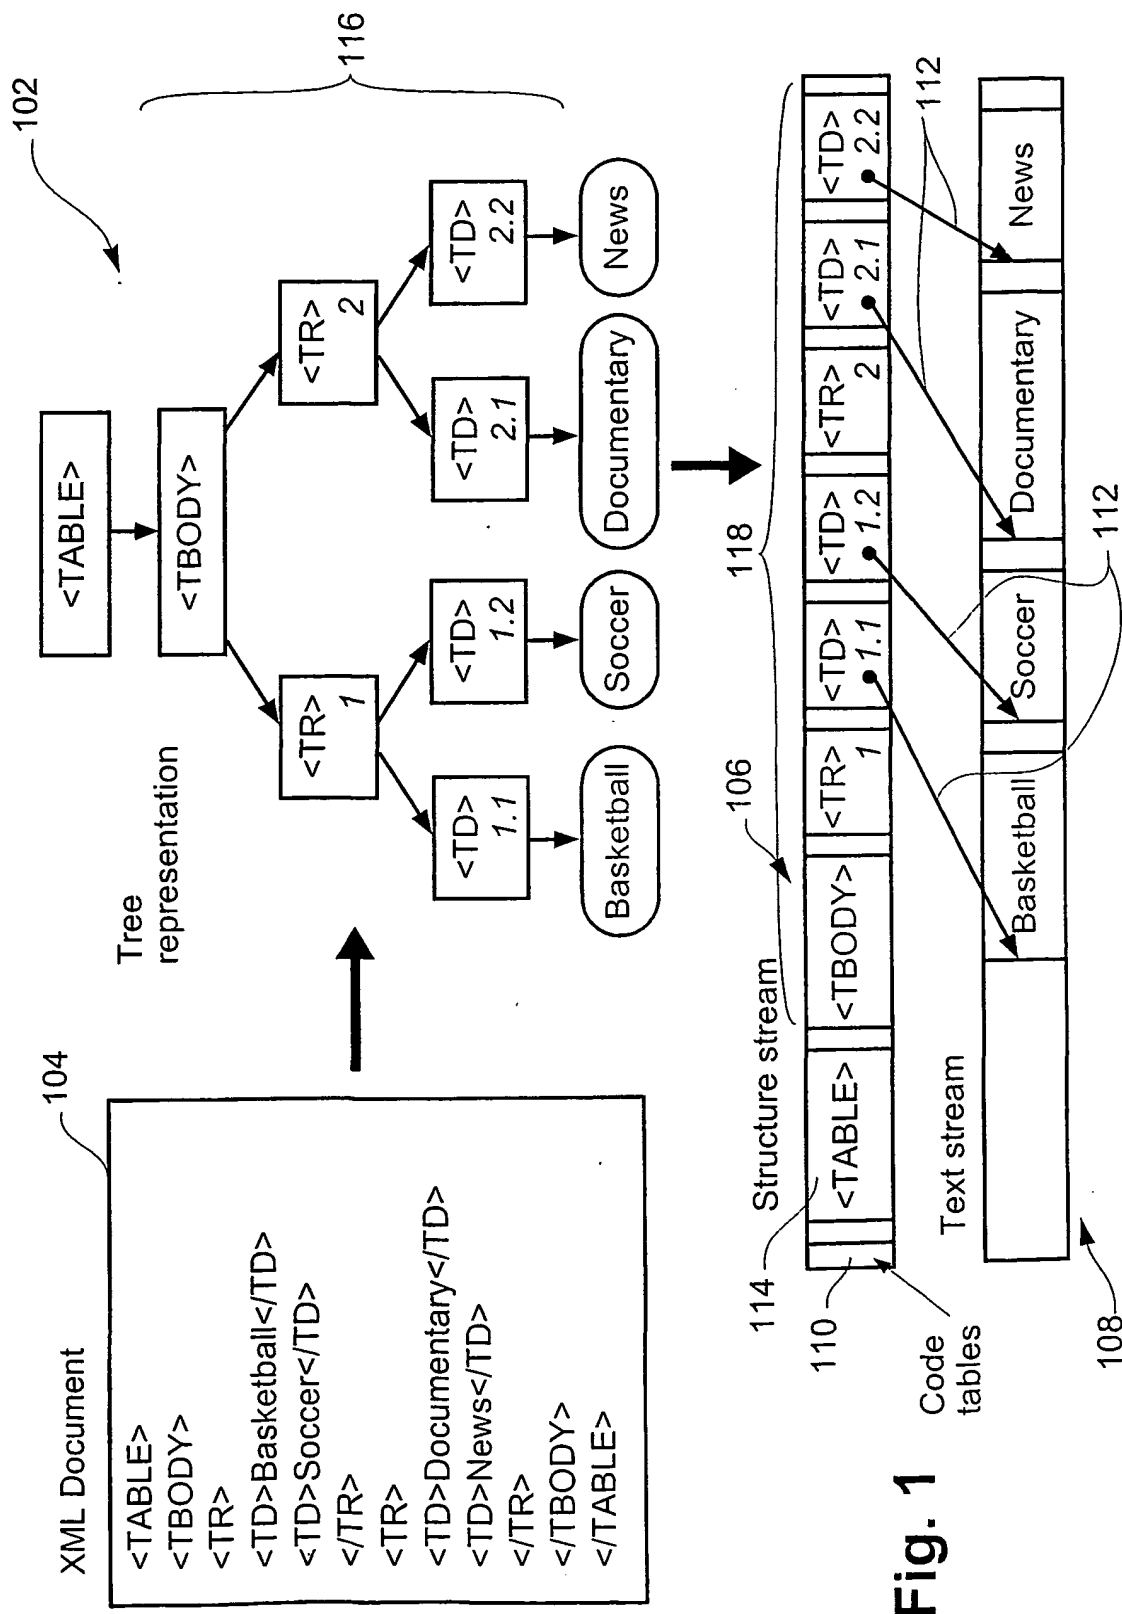 XML Document
104
<TABLE>
<TBODY>
<TR>
<TD>Basketball</TD>
<TD>Soccer</TD>
</TR>
<TR>
<TD>Documentary</TD>
<TD>News</TD>
</TR>
</TBODY>
</TABLE>
Tree
representation
102
<TABLE>
<TBODY>
<TR>
1
<TR>
2
<TD>
1.1
<TD>
1.2
<TD>
2.1
<TD>
2.2
Basketball
Soccer
Documentary
News
116
Structure stream
106
118
114
110
<TABLE>
<TBODY>
<TR>
1
<TD>
1.1
<TD>
1.2
<TR>
2
<TD>
2.1
<TD>
2.2
Code
tables
Text stream
112
108
Basketball
Soccer
Documentary
News
112
Fig. 1